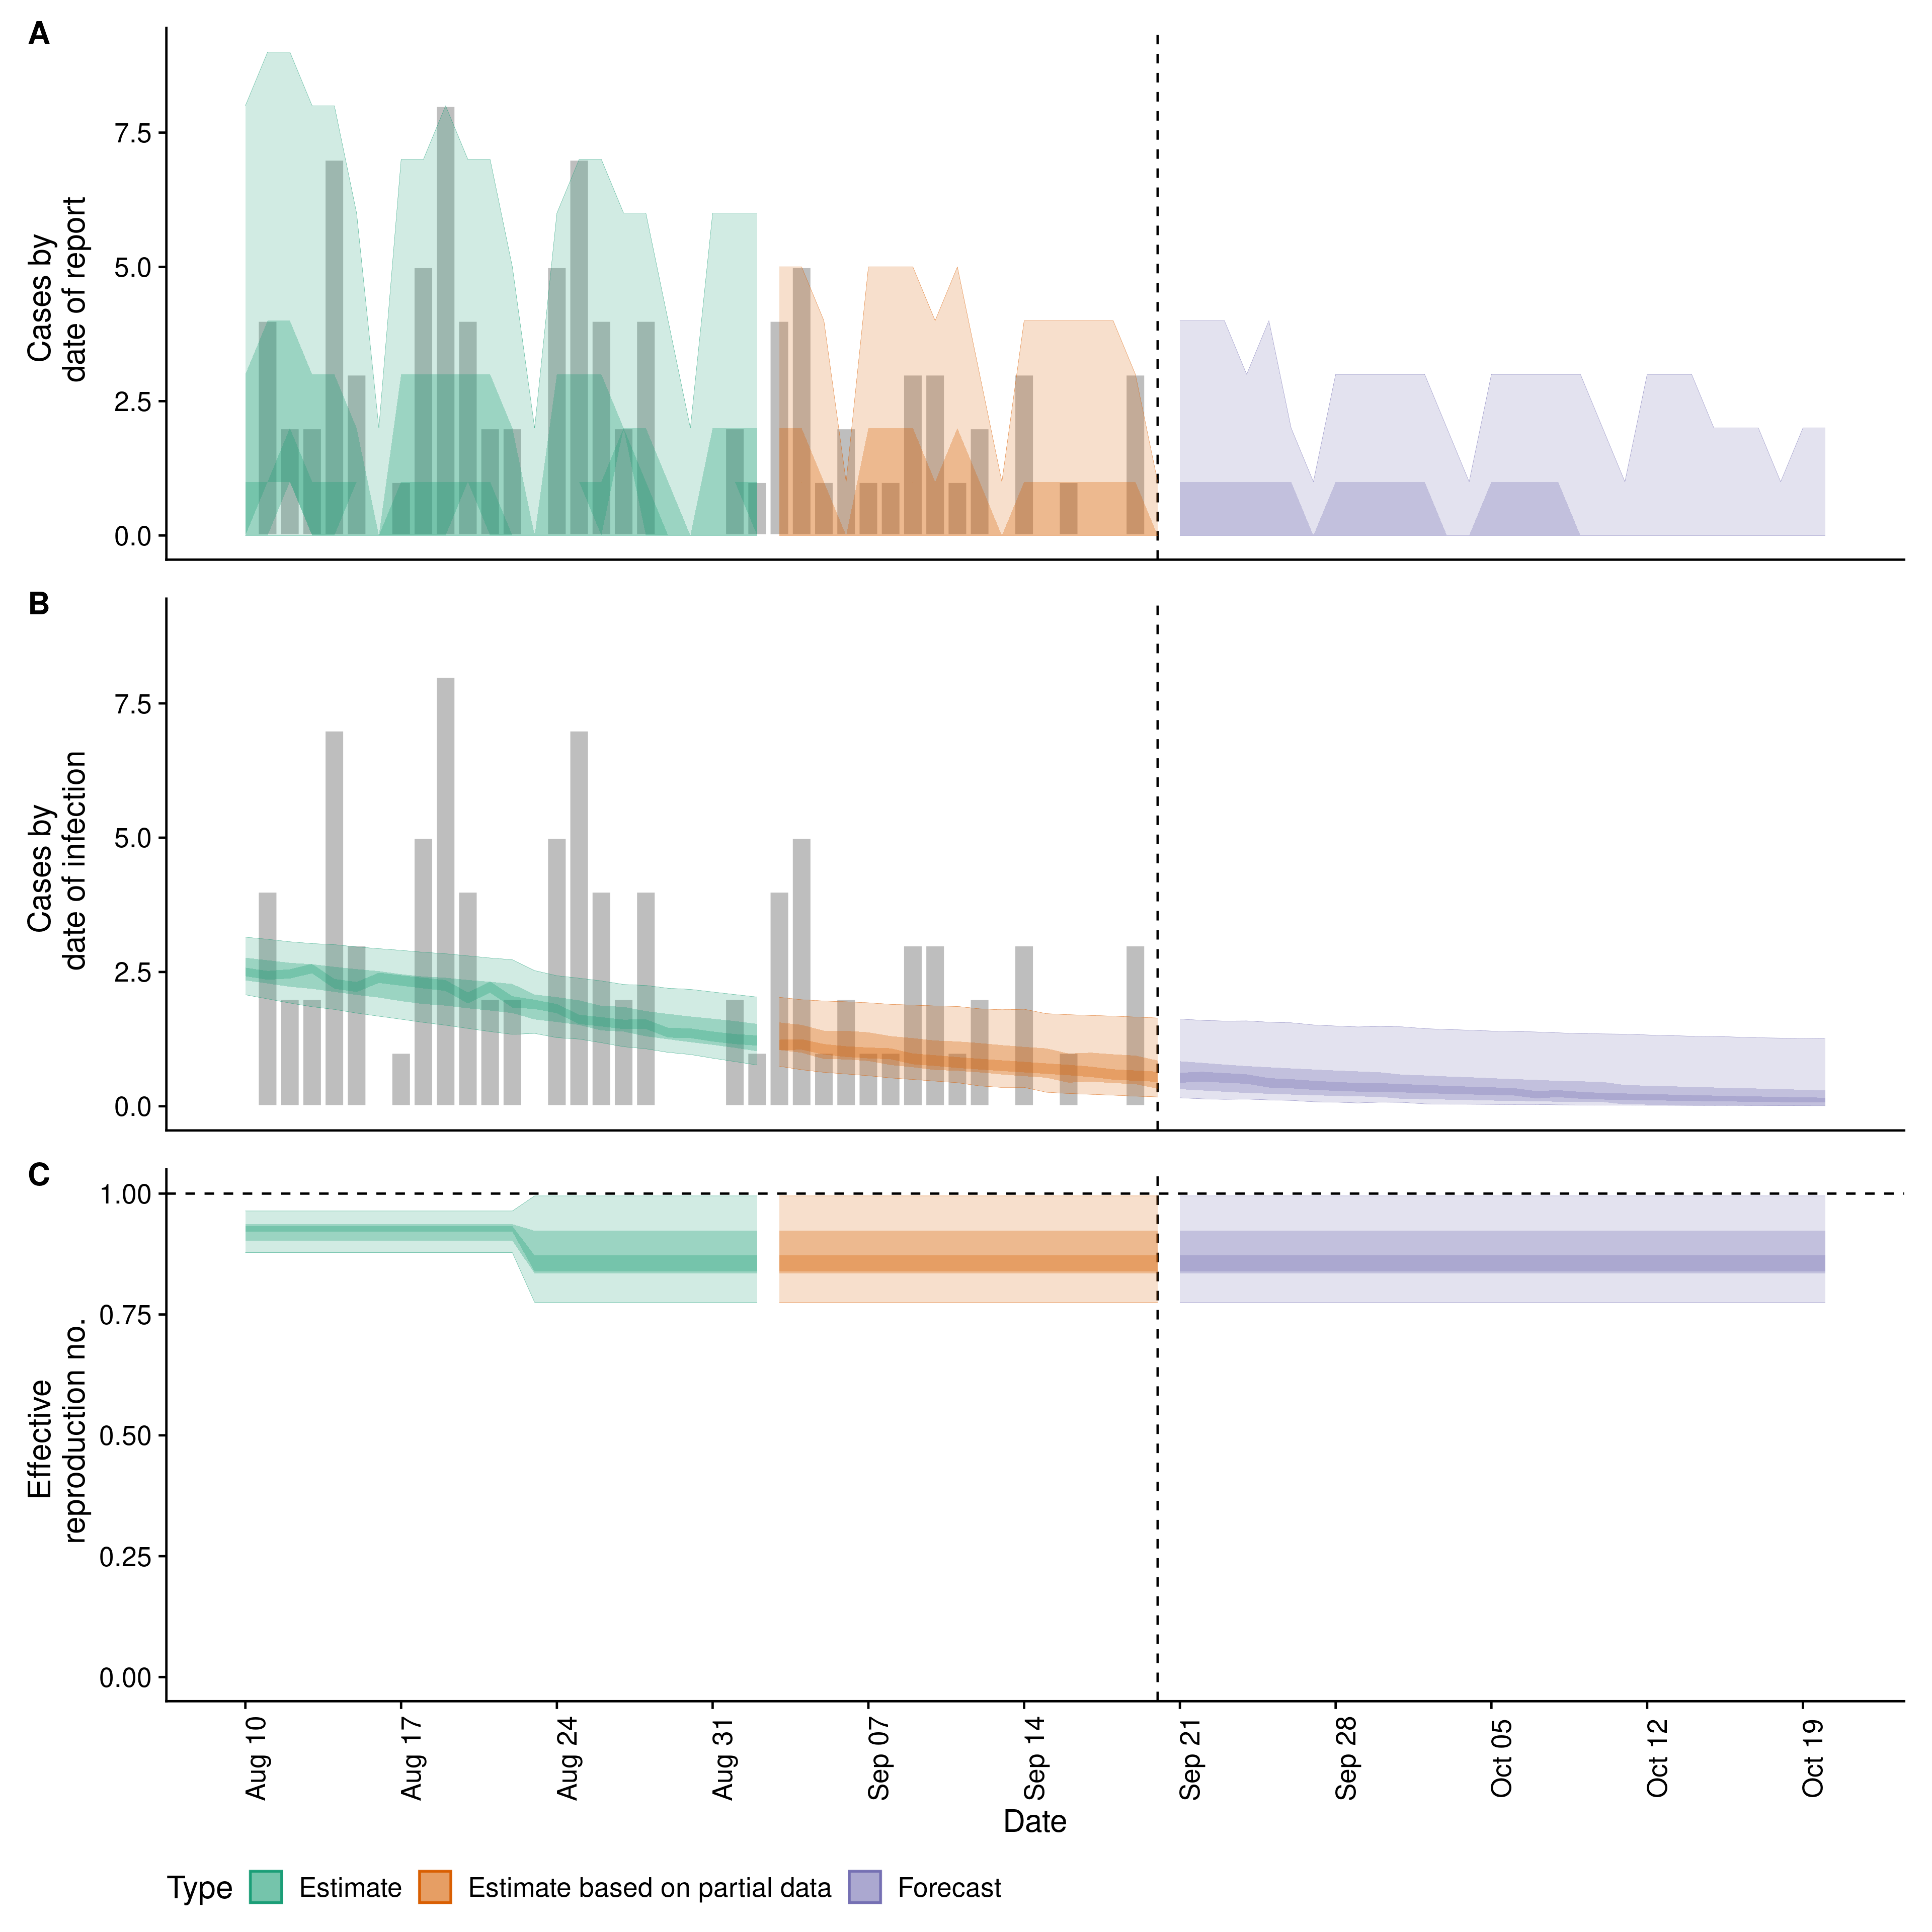 A
Cases by
date of report
7.5
5.0
2.5
0.0
B
Cases by
date of infection
7.5
5.0
2.5
0.0
C
Effective
reproduction no.
1.00
0.75
0.50
0.25
0.00
Aug 10
Aug 17
Aug 24
Aug 31
Sep 07
Sep 14
Sep 21
Sep 28
Oct 05
Oct 12
Oct 19
Date
Type Estimate Estimate based on partial data Forecast